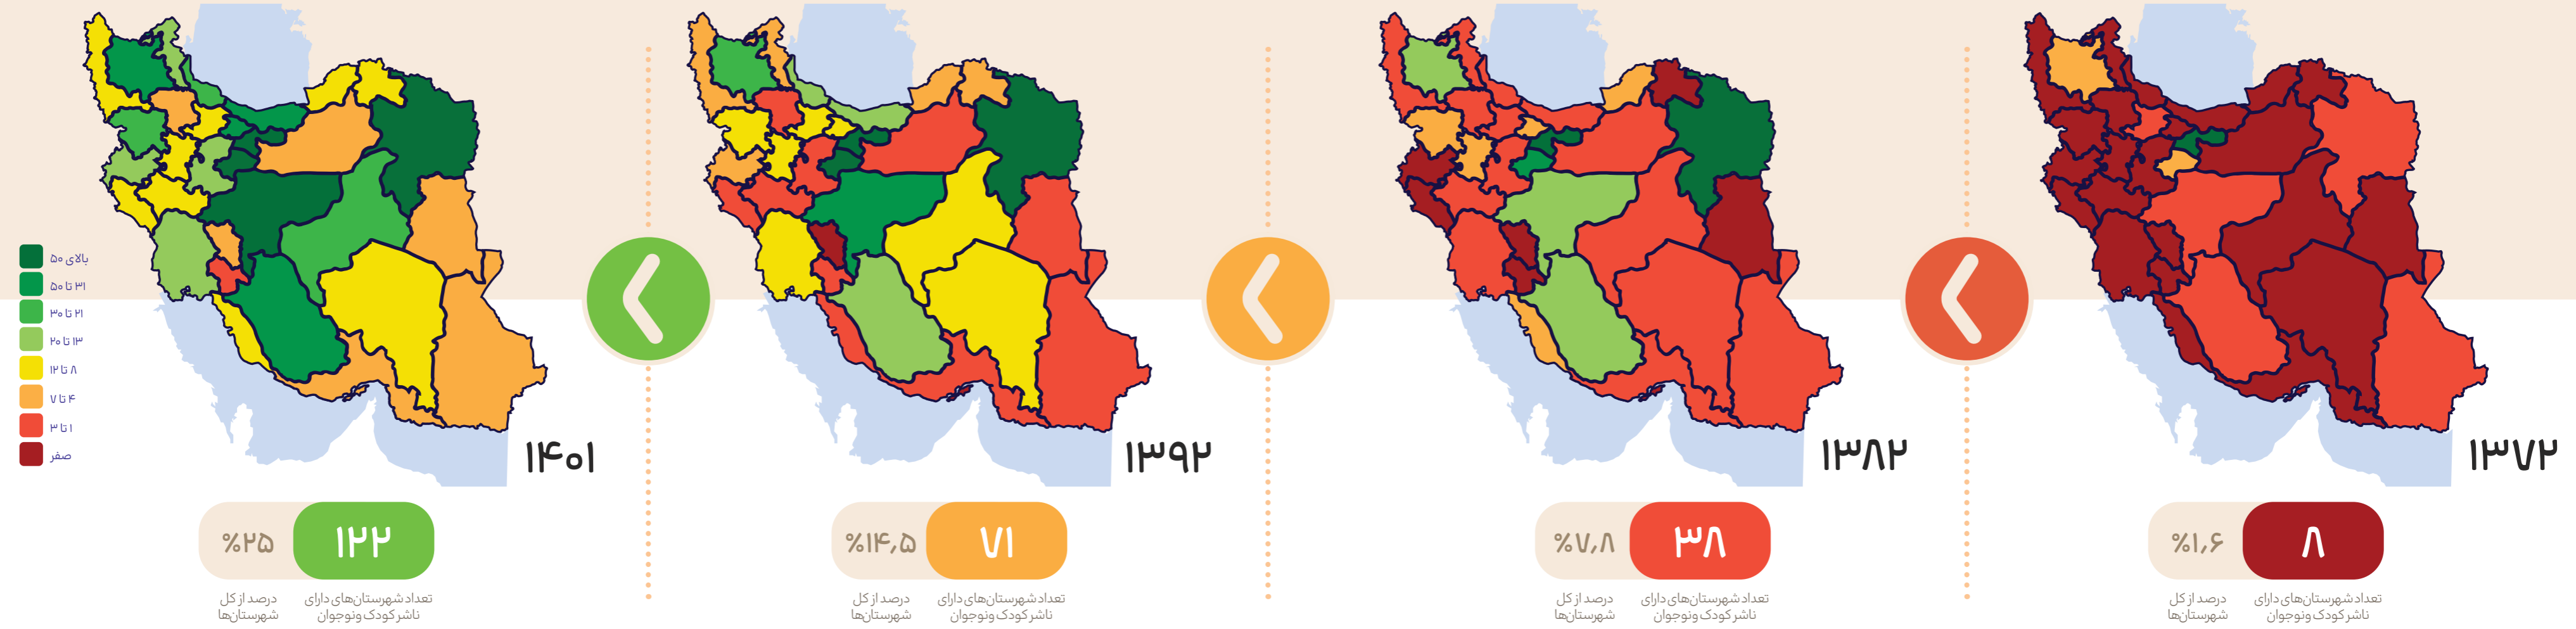 ۱۳۷۲
۸
%۱٫۶
تعداد شهرستان‌های دارای
ناشر کودک و نوجوان
درصد از کل
شهرستان‌ها
۱۳۸۲
۳۸
%۷٫۸
تعداد شهرستان‌های دارای
ناشر کودک و نوجوان
درصد از کل
شهرستان‌ها
۱۳۹۲
۷۱
%۱۴٫۵
تعداد شهرستان‌های دارای
ناشر کودک و نوجوان
درصد از کل
شهرستان‌ها
۱۴۰۱
۱۲۲
%۲۵
تعداد شهرستان‌های دارای
ناشر کودک و نوجوان
درصد از کل
شهرستان‌ها
بالای ۵۰
۳۱ تا ۵۰
۲۱ تا ۳۰
۱۳ تا ۲۰
۸ تا ۱۲
۴ تا ۷
۱ تا ۳
صفر